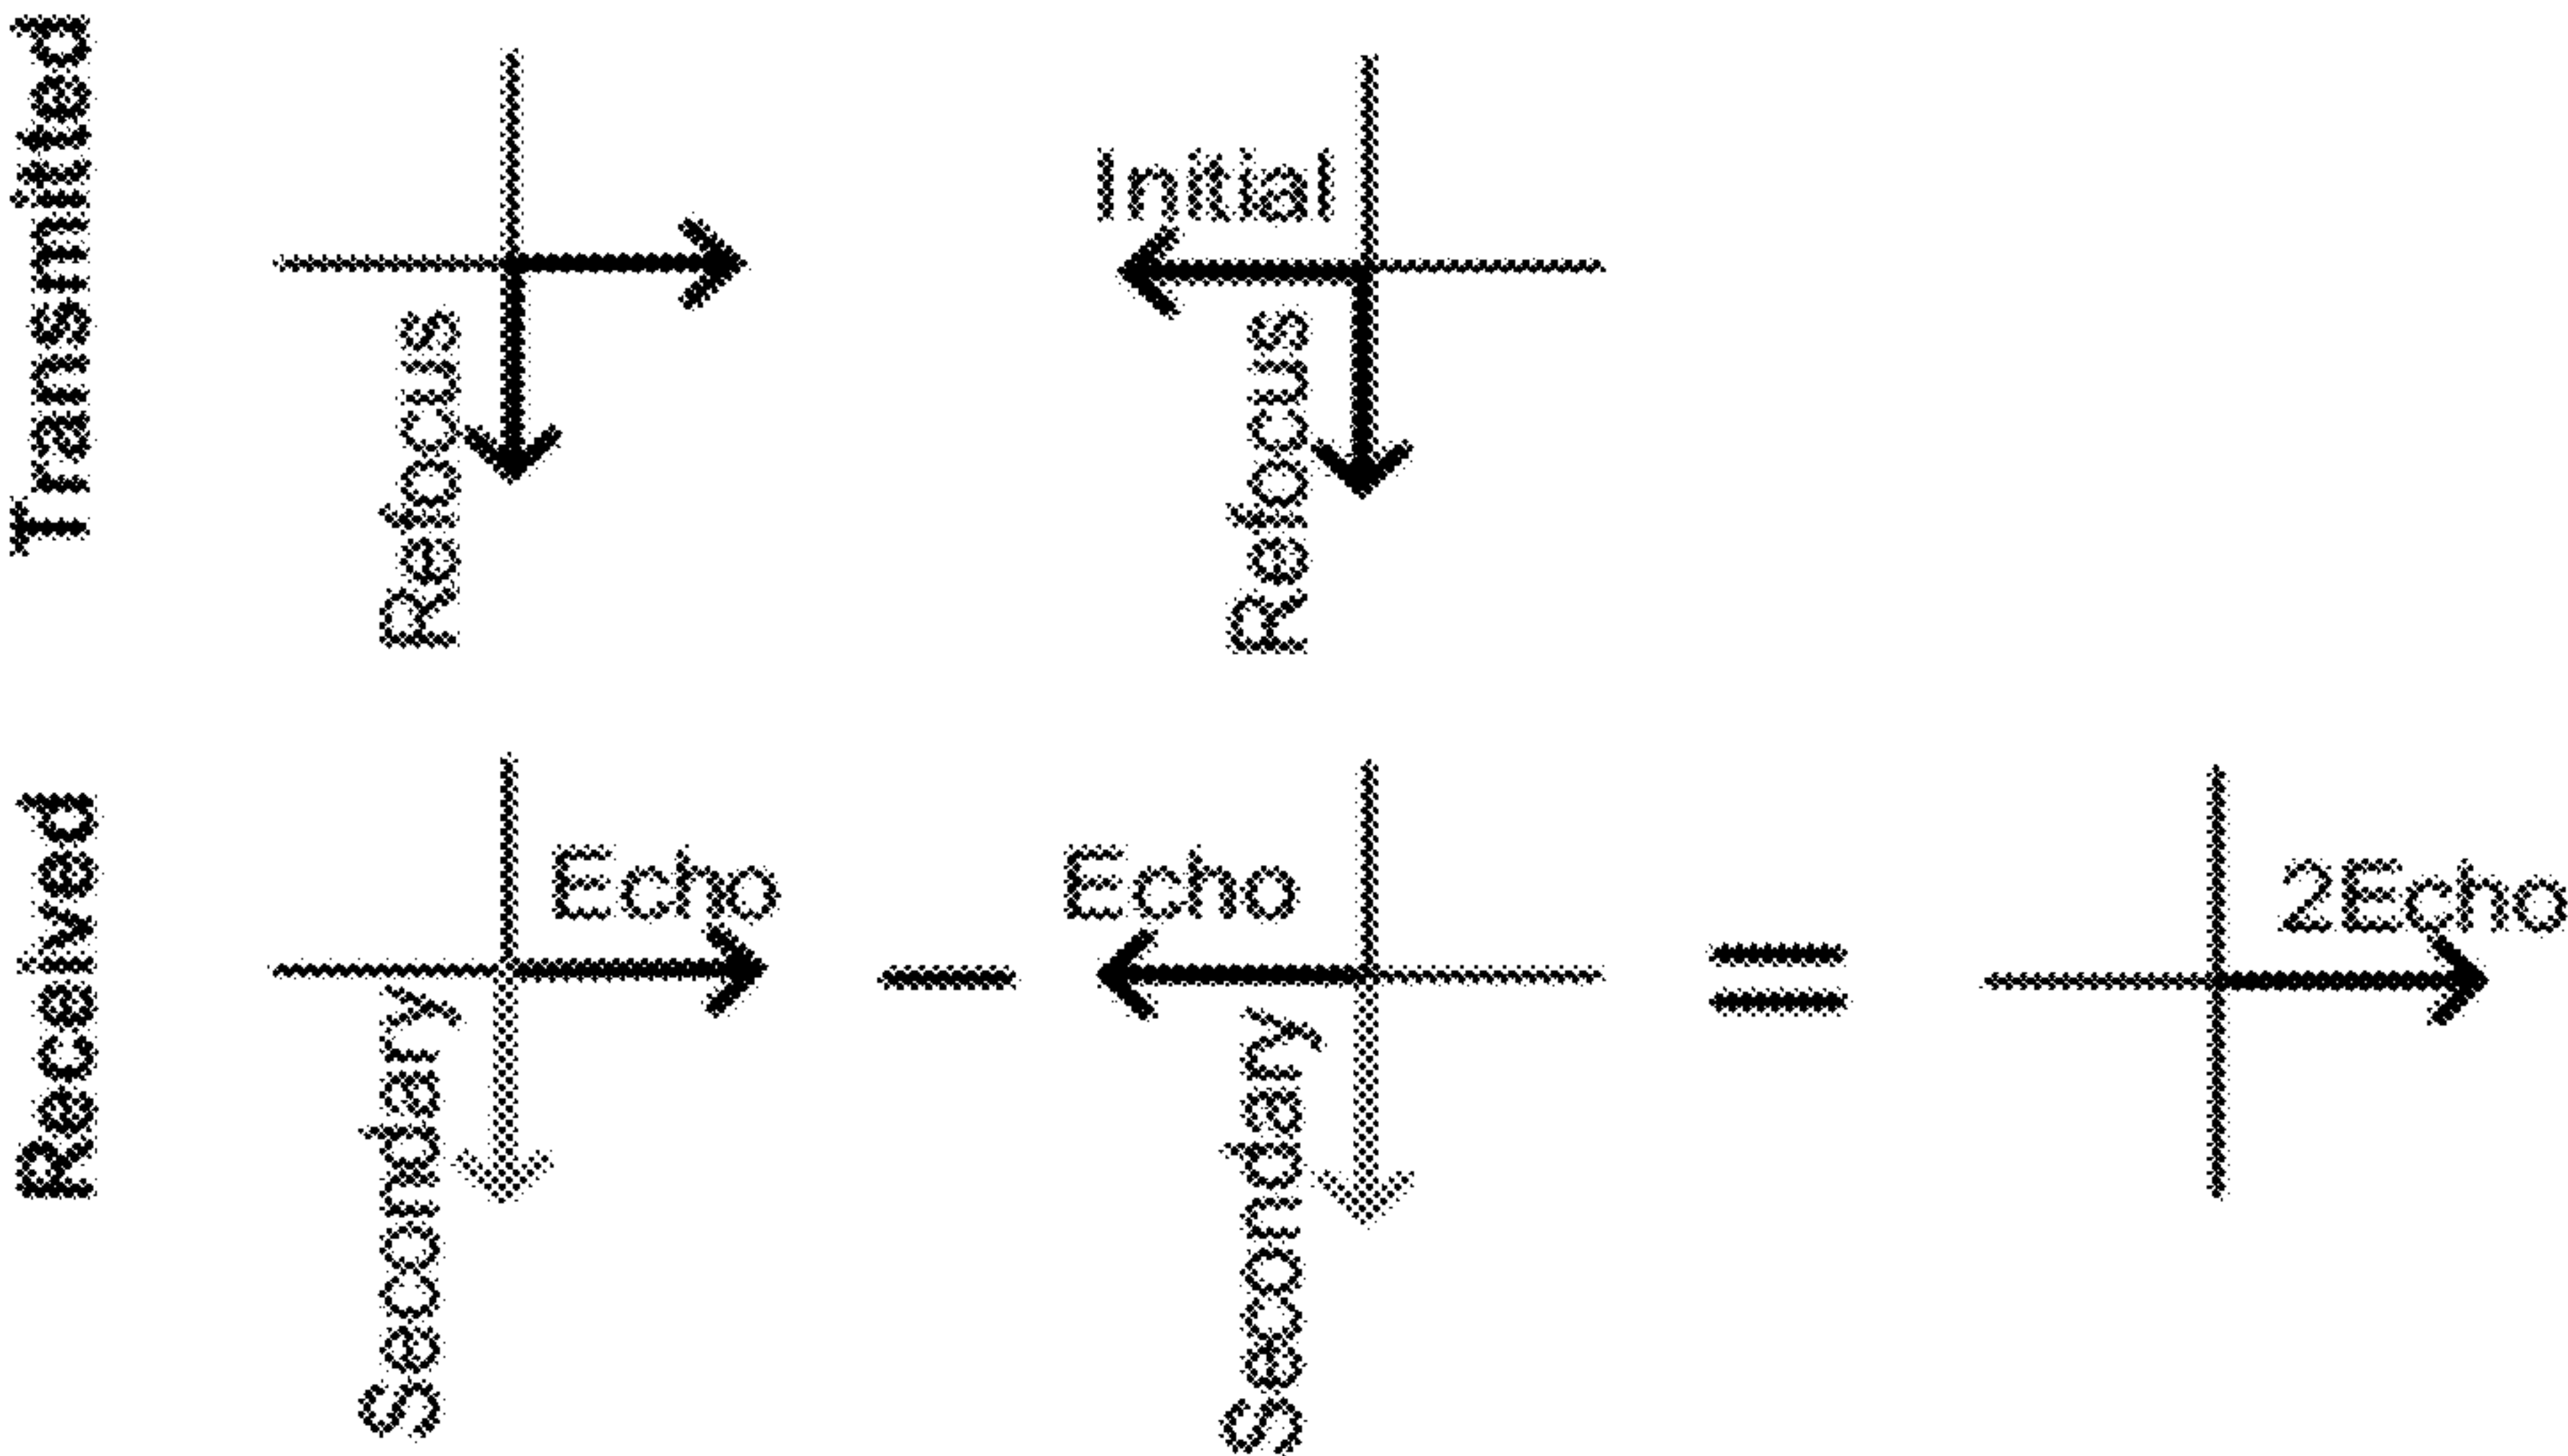 Transmitted
Initial
Refocus
Refocus
Received
Echo
−
Echo
=
2Echo
Secondary
Secondary